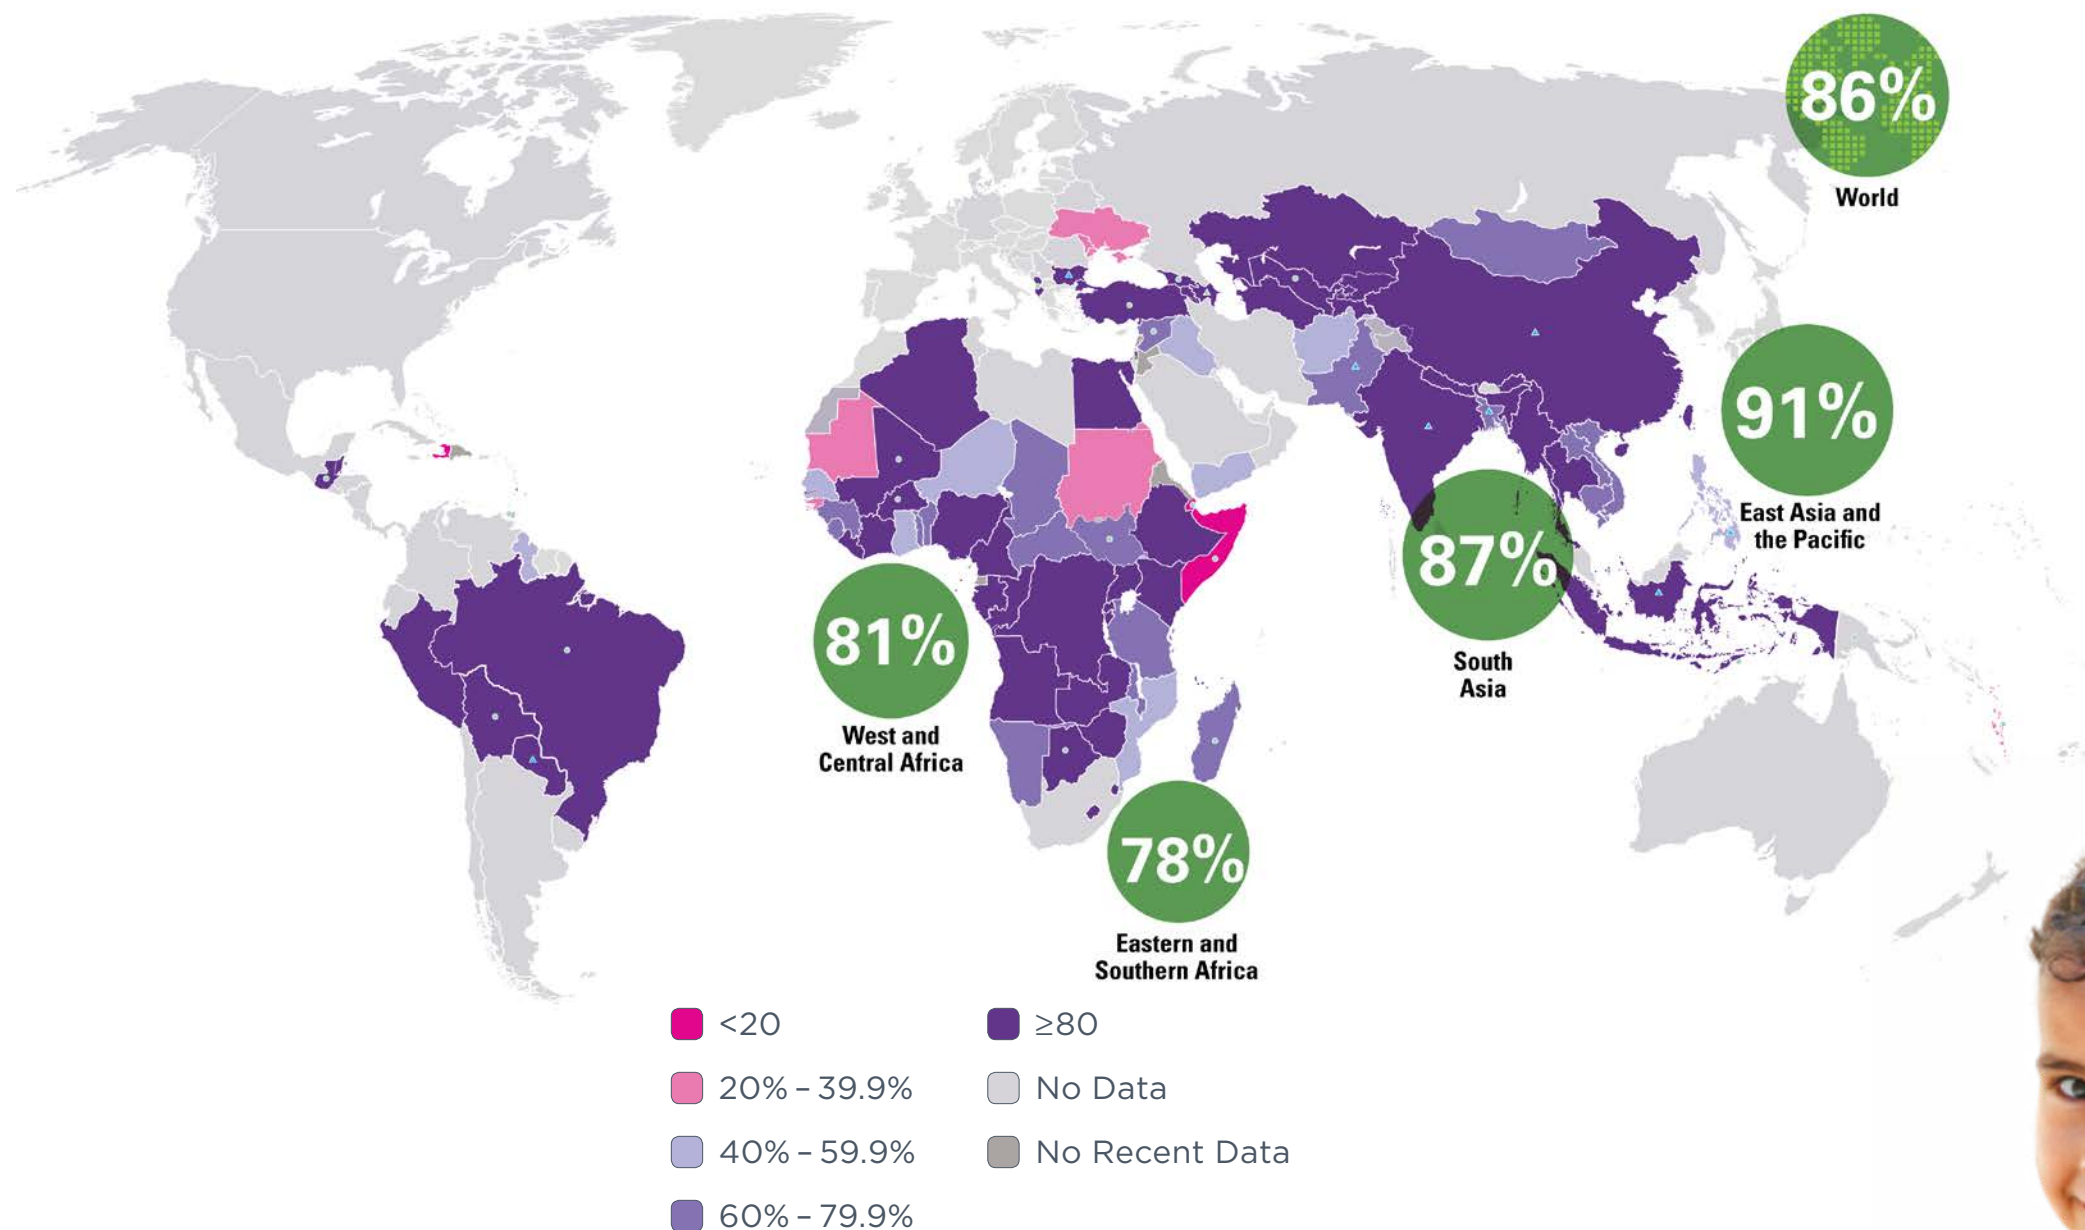 86%
World
91%
East Asia and
the Pacific
87%
South
Asia
81%
West and
Central Africa
78%
Eastern and
Southern Africa
<20
20% – 39.9%
40% – 59.9%
60% – 79.9%
≥80
No Data
No Recent Data